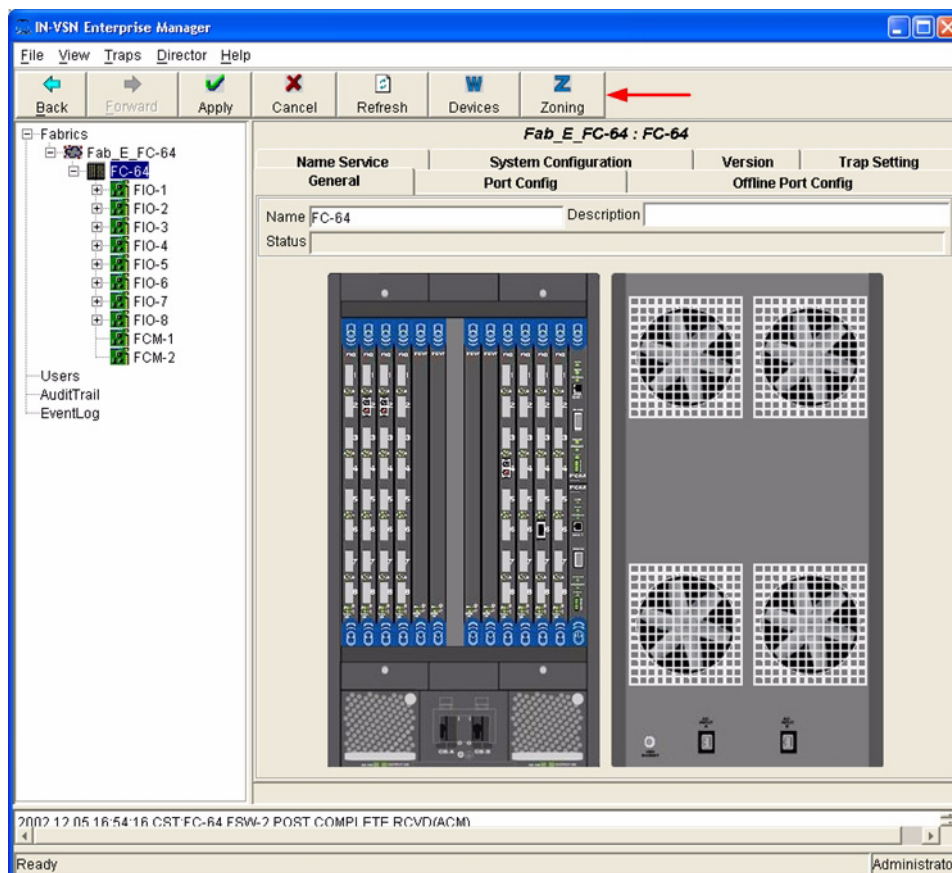 IN-VSN Enterprise Manager
File View Traps Director Help
Back Forward Apply Cancel Refresh Devices Zoning
Fabrics
Fab_E_FC-64
FC-64
FIO-1
FIO-2
FIO-3
FIO-4
FIO-5
FIO-6
FIO-7
FIO-8
FCM-1
FCM-2
Users
AuditTrail
EventLog
Fab_E_FC-64 : FC-64
Name Service System Configuration Version Trap Setting
General Port Config Offline Port Config
Name FC-64 Description
Status
2002.12.05 16:54:16 CST:FC-64 FSW-2 POST COMPLETE RCVD(ACM)
Ready Administrato